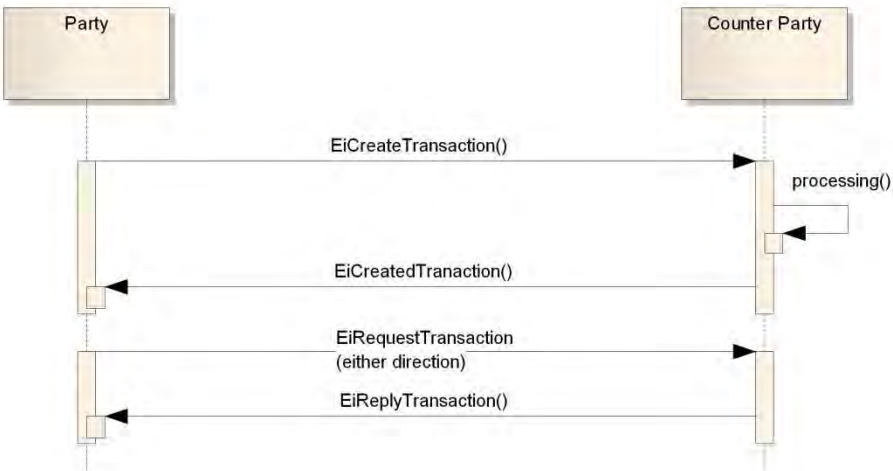 Party
Counter Party
EiCreateTransaction()
processing()
EiCreatedTranaction()
EiRequestTransaction
(either direction)
EiReplyTransaction()